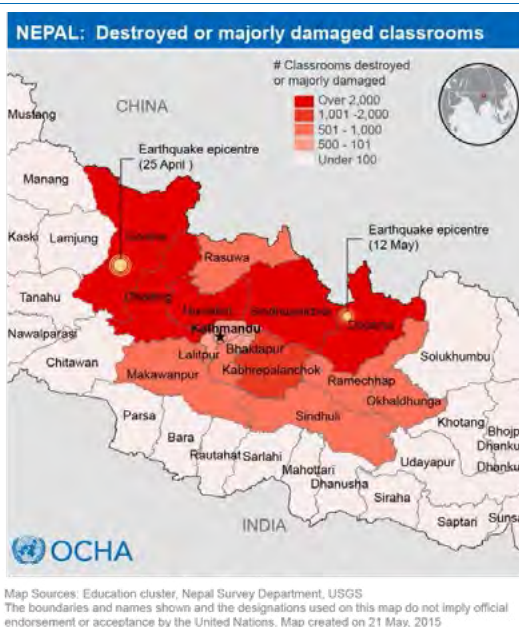 NEPAL: Destroyed or majorly damaged classrooms
# Classrooms destroyed
or majorly damaged
Over 2,000
1,001 -2,000
501 - 1,000
500 - 101
Under 100
CHINA
Mustang
Earthquake epicentre
(25 April )
Manang
Earthquake epicentre
(12 May)
Kaski
Lamjung
Gorkha
Rasuwa
Tanahu
Dhading
Nuwakot
Sindhupalchok
Dolakha
Kathmandu
Nawalparasi
Bhaktapur
Lalitpur
Solukhumbu
Chitawan
Kabhrepalanchok
Makawanpur
Ramechhap
Okhaldhunga
Parsa
Sindhuli
Khotang
Bhojp
Bara
Dhanku
Rautahat
Sarlahi
Udayapur
Mahottari
Dhanku
Dhanusha
Siraha
Saptari
Suns
INDIA
OCHA
Map Sources: Education cluster, Nepal Survey Department, USGS
The boundaries and names shown and the designations used on this map do not imply official
endorsement or acceptance by the United Nations. Map created on 21 May, 2015